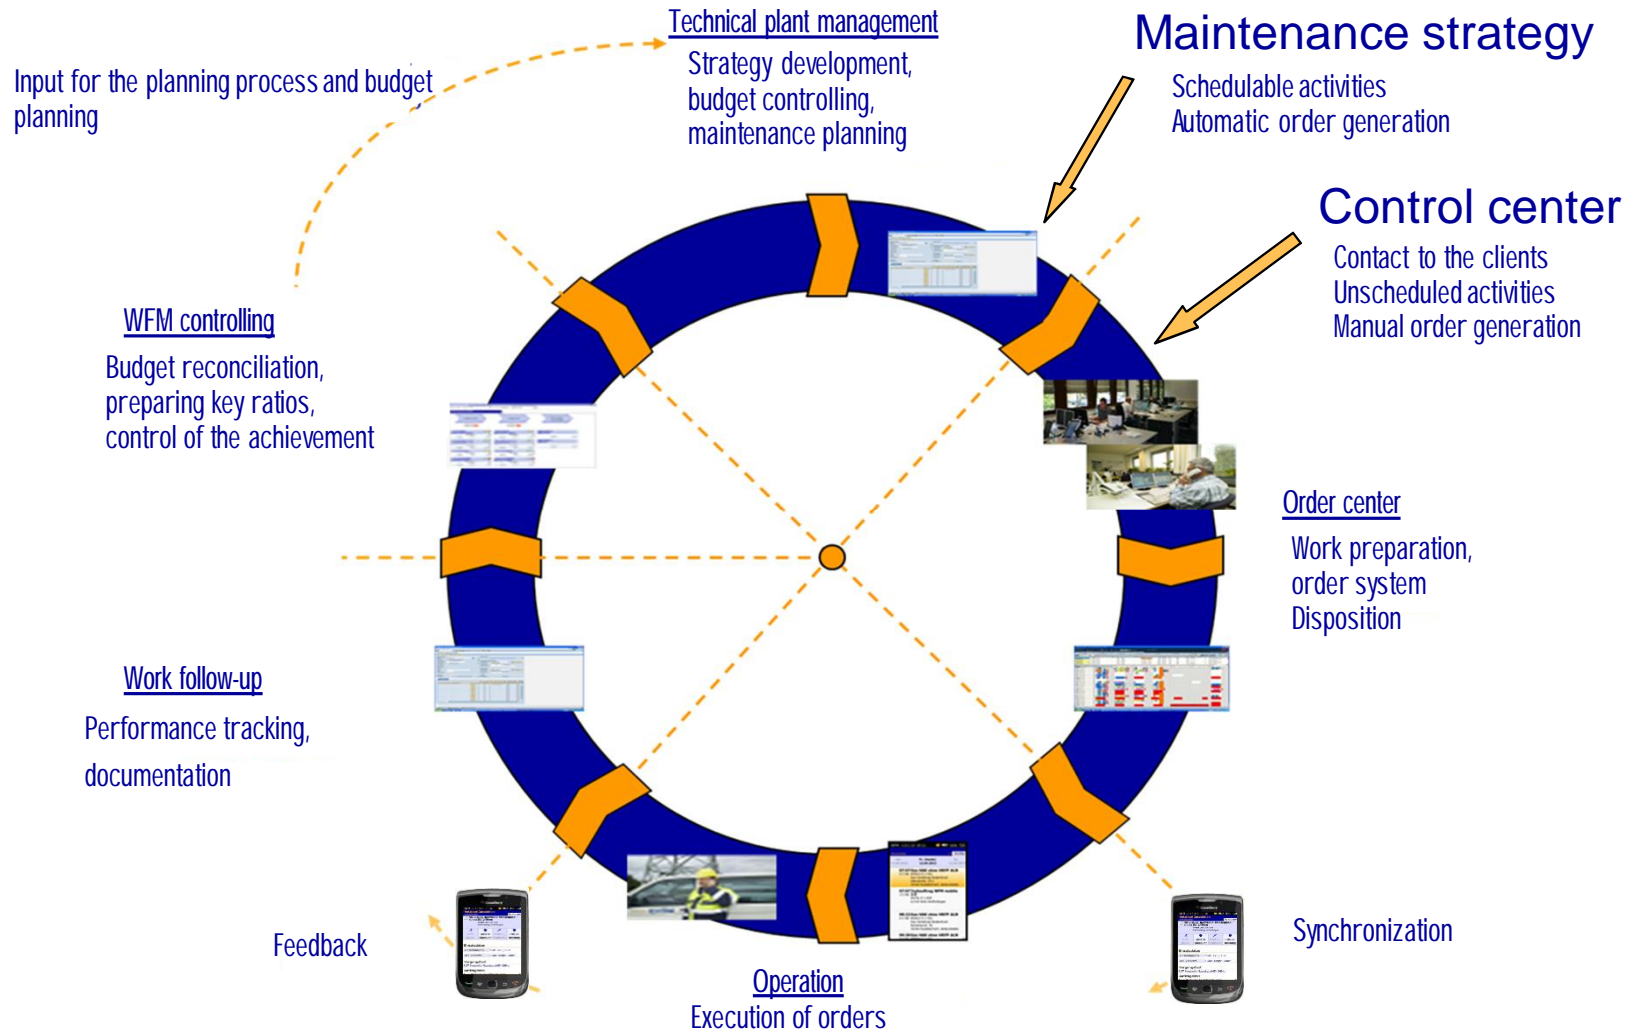 Technical plant management
Strategy development,
budget controlling,
maintenance planning
Maintenance strategy
Schedulable activities
Automatic order generation
Input for the planning process and budget
planning
Control center
Contact to the clients
Unscheduled activities
Manual order generation
WFM controlling
Budget reconciliation,
preparing key ratios,
control of the achievement
Order center
Work preparation,
order system
Disposition
Work follow-up
Performance tracking,
documentation
Feedback
Synchronization
Operation
Execution of orders